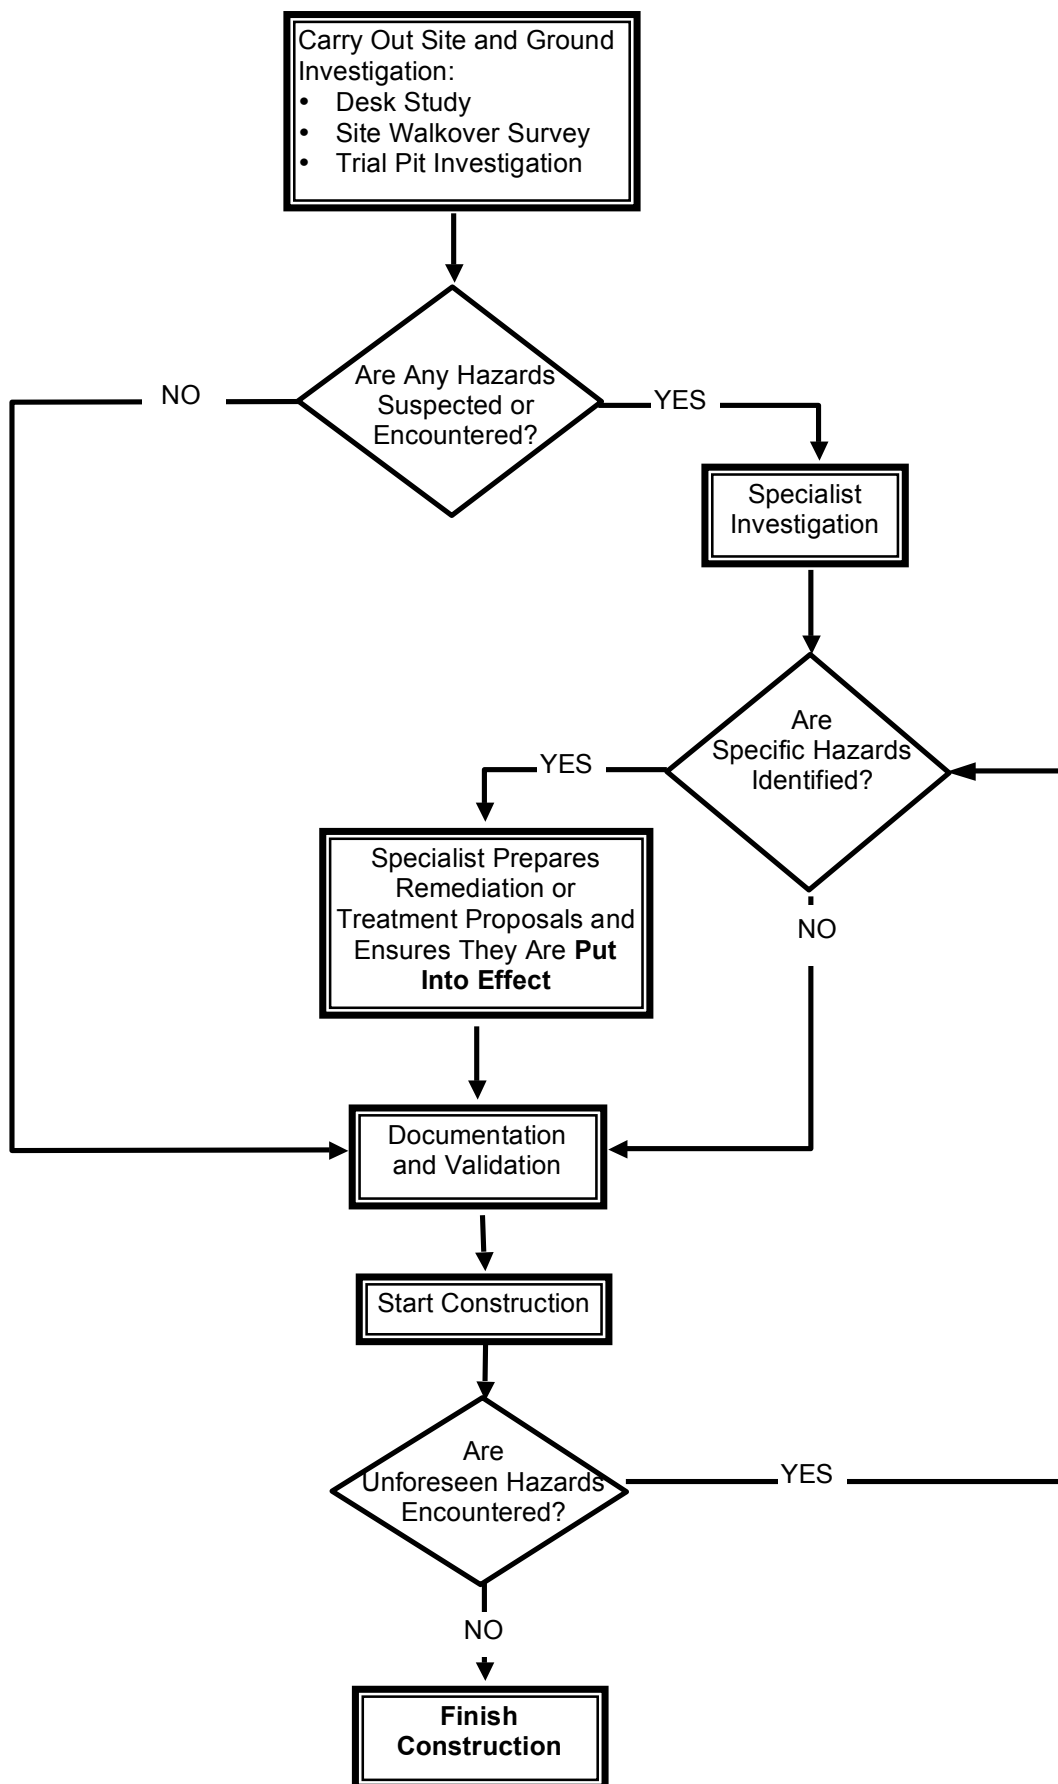 Carry Out Site and Ground
Investigation:
• Desk Study
• Site Walkover Survey
• Trial Pit Investigation
Are Any Hazards
Suspected or
Encountered?
NO
YES
Specialist
Investigation
Are
Specific Hazards
Identified?
YES
NO
Specialist Prepares
Remediation or
Treatment Proposals and
Ensures They Are Put
Into Effect
Documentation
and Validation
Start Construction
Are
Unforeseen Hazards
Encountered?
YES
NO
Finish
Construction